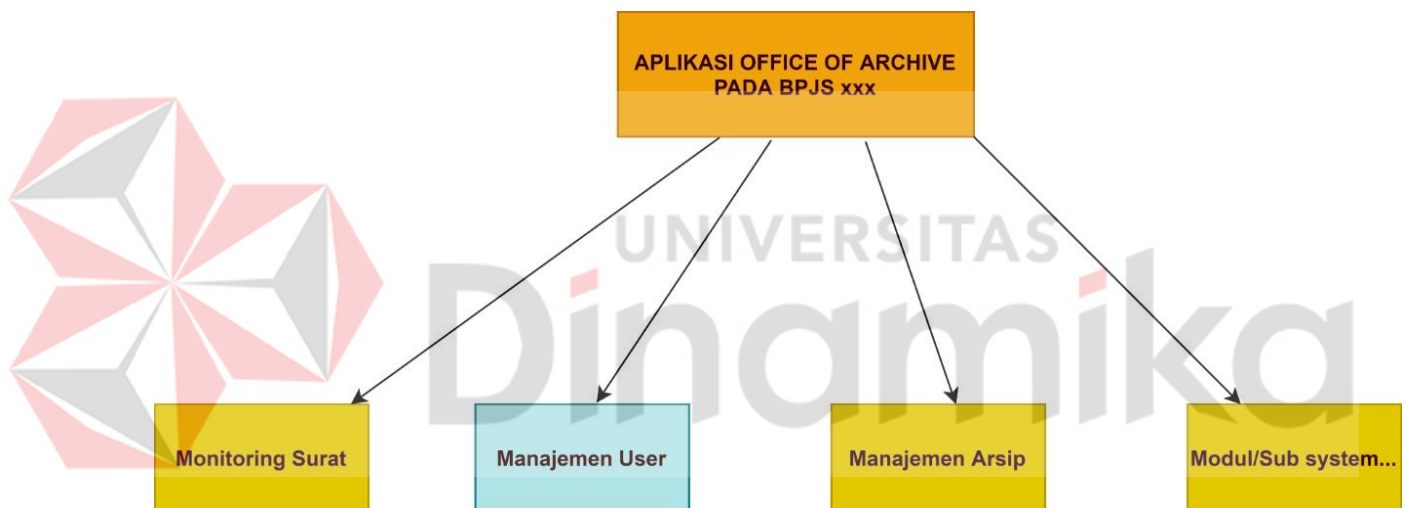 APLIKASI OFFICE OF ARCHIVE
PADA BPJS xxx
UNIVERSITAS
Dinamika
Monitoring Surat
Manajemen User
Manajemen Arsip
Modul/Sub system...